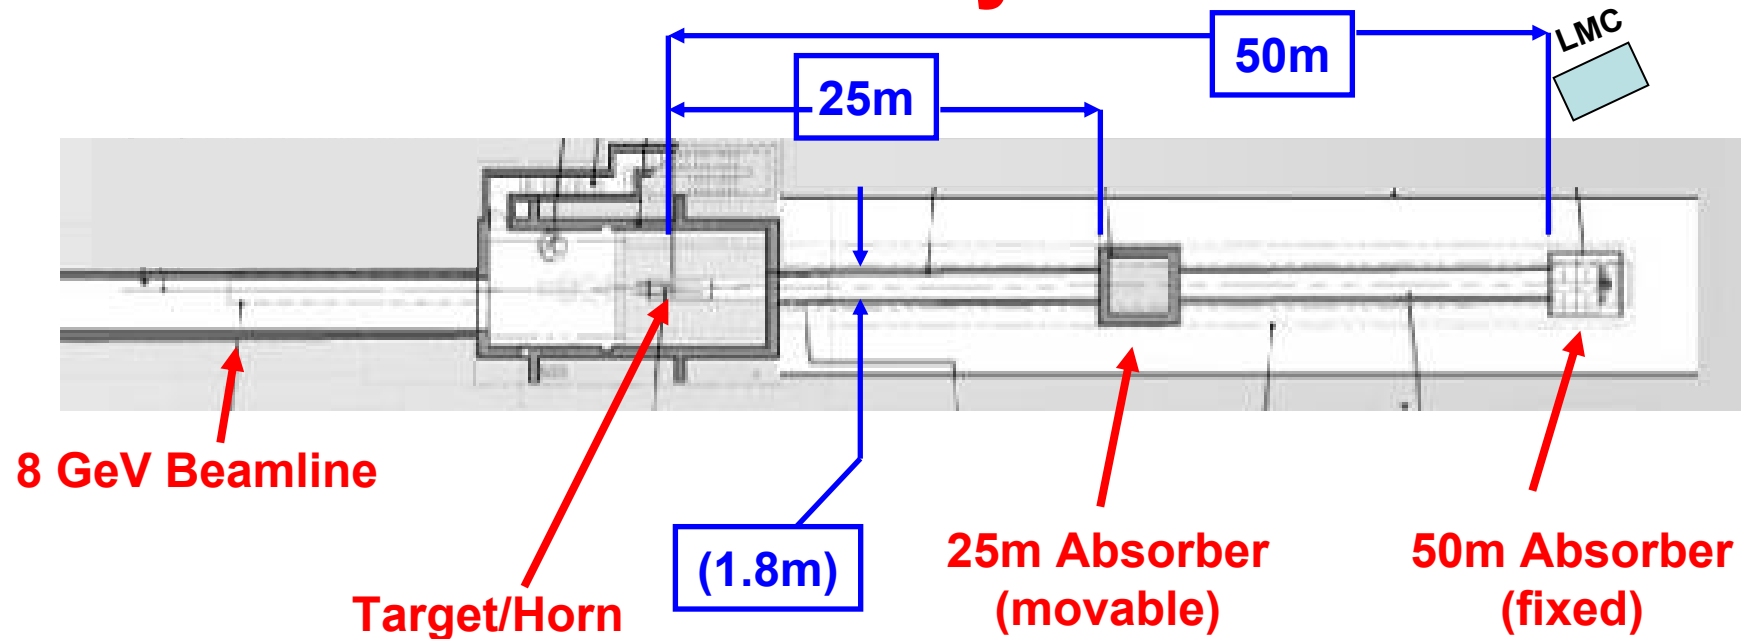 50m
LMC
25m
8 GeV Beamline
(1.8m)
Target/Horn
25m Absorber
(movable)
50m Absorber
(fixed)